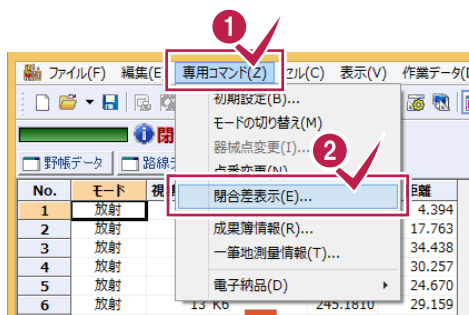 1
ファイル(F) 編集(E) 専用コマンド(Z) セル(C) 表示(V) 作業データ(D
初期設定(B)...
モードの切り替え(M)
閉
器械点変更(I)...
2
野帳データ 路線
点番変更(N)
No. モード 視 距離
閉合差表示(E)...
1 放射 4.394
2 放射 成果簿情報(R)... 17.763
3 放射 一筆地測量情報(T)... 34.438
4 放射 30.257
5 放射 電子納品(D) 24.670
6 放射 13 K6 245.1810 29.159